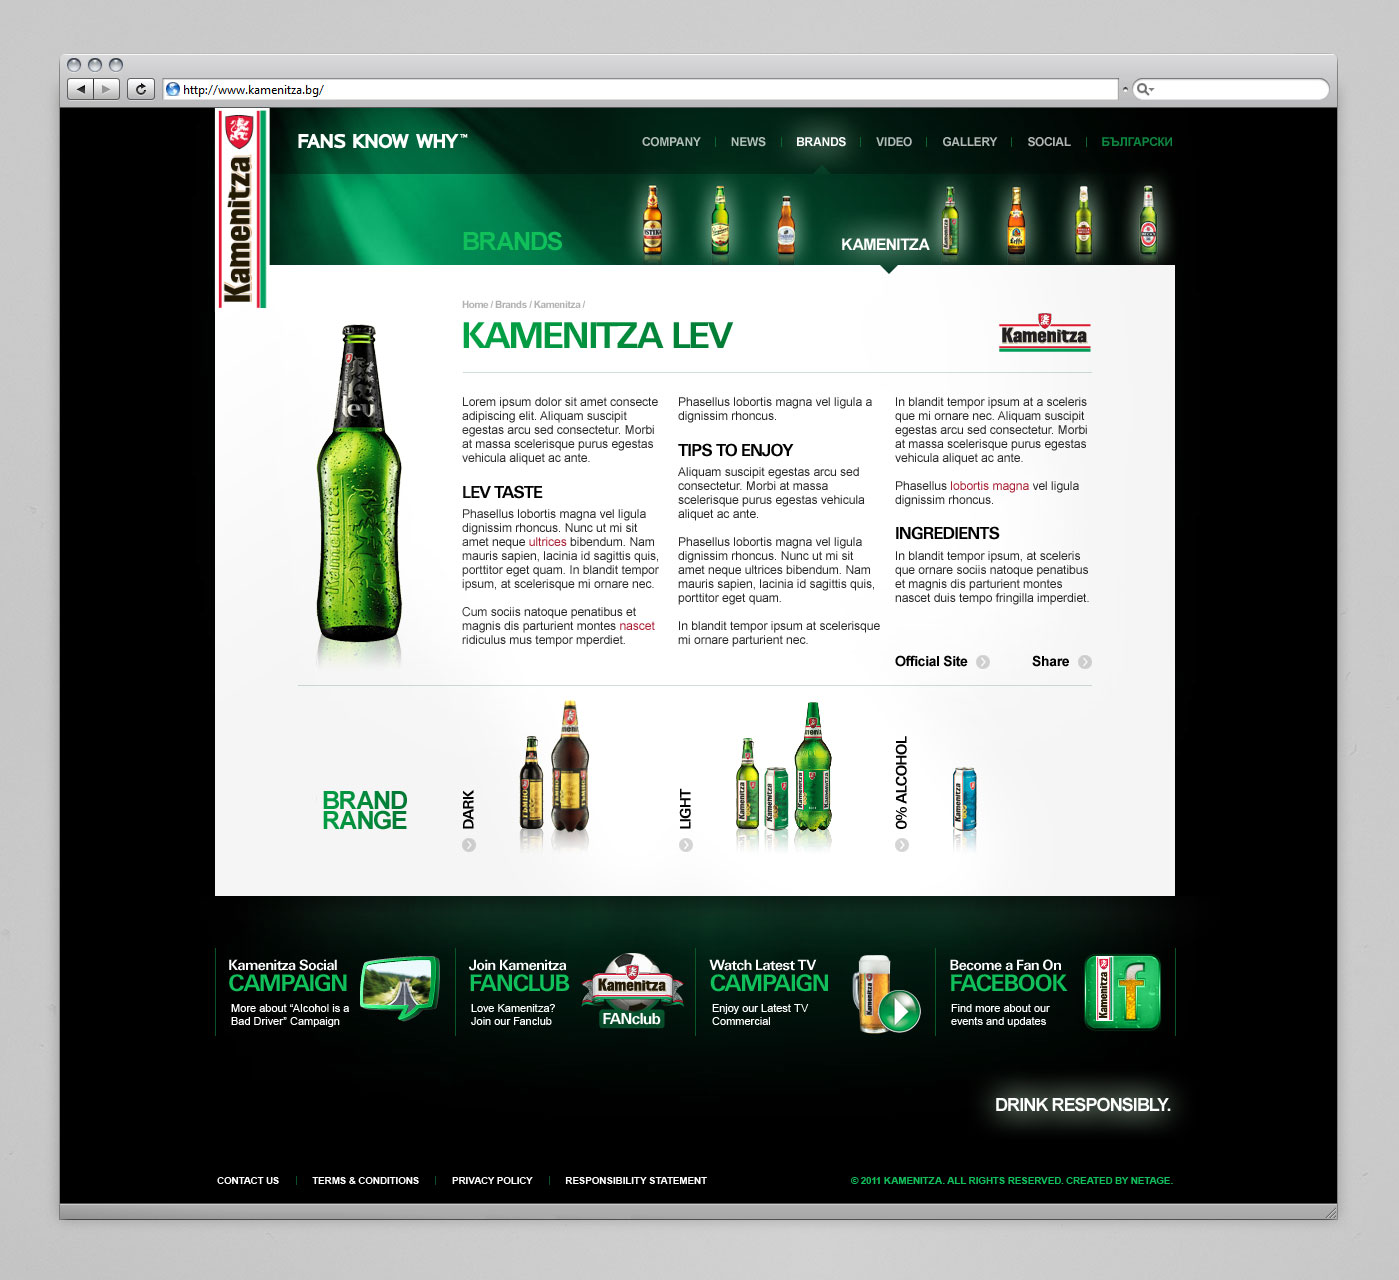 http://www.kamenitza.bg/
Kamenitza
FANS KNOW WHY™
COMPANY
NEWS
BRANDS
VIDEO
GALLERY
SOCIAL
БЪЛГАРСКИ
BRANDS
KAMENITZA
Leffe
Home / Brands / Kamenitza /
KAMENITZA LEV
Kamenitza
lev
Kamenitza
Lorem ipsum dolor sit amet consecte
adipiscing elit. Aliquam suscipit
egestas arcu sed consectetur. Morbi
at massa scelerisque purus egestas
vehicula aliquet ac ante.
LEV TASTE
Phasellus lobortis magna vel ligula
dignissim rhoncus. Nunc ut mi sit
amet neque ultrices bibendum. Nam
mauris sapien, lacinia id sagittis quis,
porttitor eget quam. In blandit tempor
ipsum, at scelerisque mi ornare nec.
Cum sociis natoque penatibus et
magnis dis parturient montes nascet
ridiculus mus tempor mperdiet.
Phasellus lobortis magna vel ligula a
dignissim rhoncus.
TIPS TO ENJOY
Aliquam suscipit egestas arcu sed
consectetur. Morbi at massa
scelerisque purus egestas vehicula
aliquet ac ante.
Phasellus lobortis magna vel ligula
dignissim rhoncus. Nunc ut mi sit
amet neque ultrices bibendum. Nam
mauris sapien, lacinia id sagittis quis,
porttitor eget quam.
In blandit tempor ipsum at scelerisque
mi ornare parturient nec.
In blandit tempor ipsum at a sceleris
que mi ornare nec. Aliquam suscipit
egestas arcu sed consectetur. Morbi
at massa scelerisque purus egestas
vehicula aliquet ac ante.
Phasellus lobortis magna vel ligula
dignissim rhoncus.
INGREDIENTS
In blandit tempor ipsum, at sceleris
que ornare sociis natoque penatibus
et magnis dis parturient montes
nascet duis tempo fringilla imperdiet.
Official Site
Share
BRAND
RANGE
DARK
LIGHT
Kamenitza
Kamenitza
Kamenitza
0% ALCOHOL
Kamenitza
Kamenitza Social
CAMPAIGN
More about “Alcohol is a
Bad Driver” Campaign
Join Kamenitza
FANCLUB
Love Kamenitza?
Join our Fanclub
Kamenitza
FANclub
Watch Latest TV
CAMPAIGN
Enjoy our Latest TV
Commercial
Kamenitza
Become a Fan On
FACEBOOK
Find more about our
events and updates
Kamenitza
f
DRINK RESPONSIBLY.
CONTACT US
TERMS & CONDITIONS
PRIVACY POLICY
RESPONSIBILITY STATEMENT
© 2011 KAMENITZA. ALL RIGHTS RESERVED. CREATED BY NETAGE.